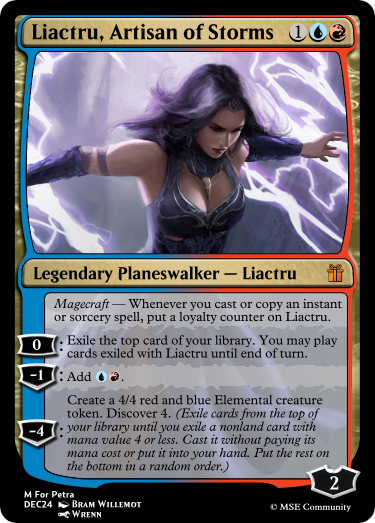 Liactru, Artisan of Storms 1
Legendary Planeswalker — Liactru
Magecraft — Whenever you cast or copy an instant
or sorcery spell, put a loyalty counter on Liactru.
0 : Exile the top card of your library. You may play
cards exiled with Liactru until end of turn.
-1 : Add .
Create a 4/4 red and blue Elemental creature
token. Discover 4. (Exile cards from the top of
-4 : your library until you exile a nonland card with
mana value 4 or less. Cast it without paying its
mana cost or put it into your hand. Put the rest on
the bottom in a random order.)
2
M For Petra
DEC24 Bram Willemot
Wrenn
© MSE Community